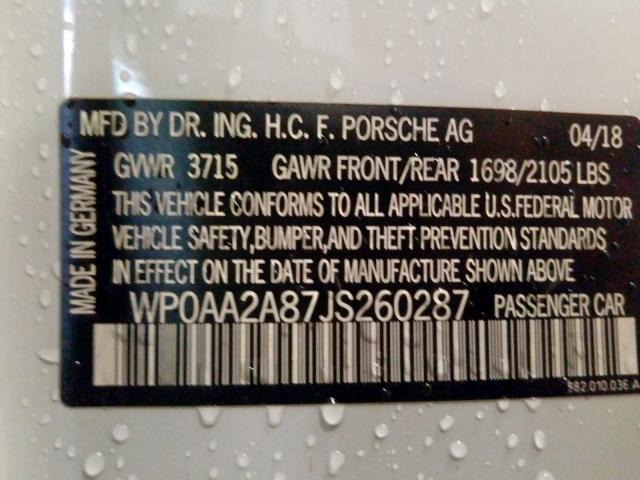 MFD BY DR. ING. H.C. F. PORSCHE AG 04/18
GVWR 3715 GAWR FRONT/REAR 1698/2105 LBS
THIS VEHICLE CONFORMS TO ALL APPLICABLE U.S.FEDERAL MOTOR
VEHICLE SAFETY,BUMPER,AND THEFT PREVENTION STANDARDS
IN EFFECT ON THE DATE OF MANUFACTURE SHOWN ABOVE
MADE IN GERMANY
WP0AA2A87JS260287 PASSENGER CAR
982 010 036 A